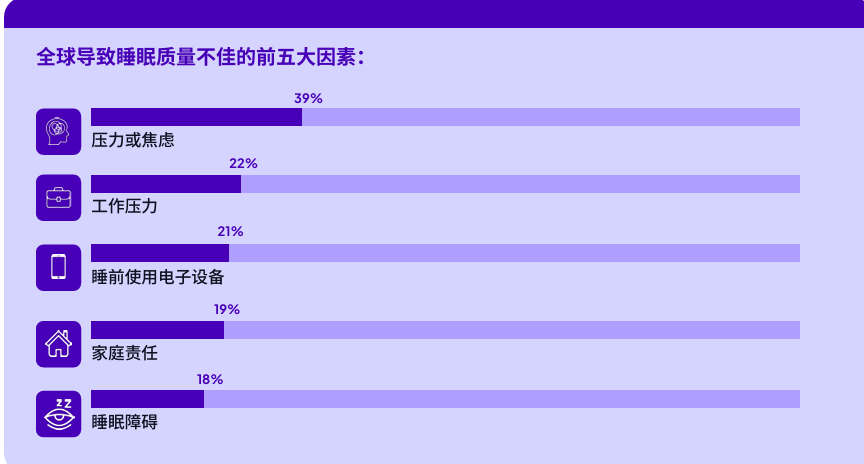 全球导致睡眠质量不佳的前五大因素：
39%
压力或焦虑
22%
工作压力
21%
睡前使用电子设备
19%
家庭责任
zz
18%
睡眠障碍